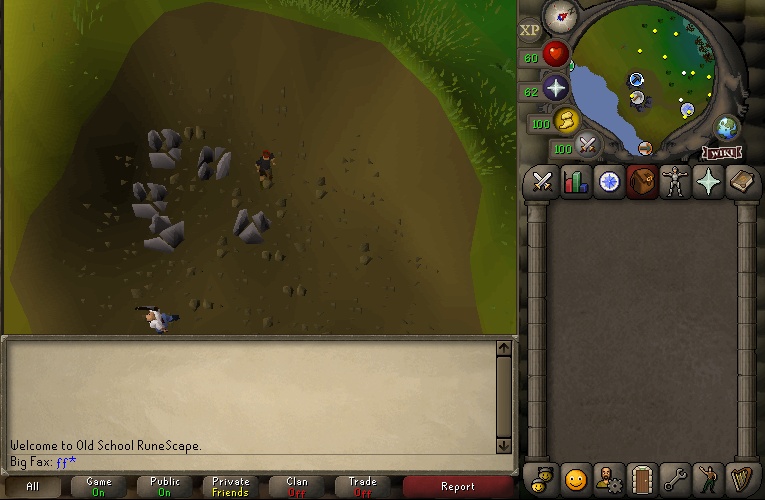 XP
60
62
100
100
WIKI
Welcome to Old School RuneScape.
Big Fax: ff*
All
Game
On
Public
On
Private
Friends
Clan
Off
Trade
Off
Report